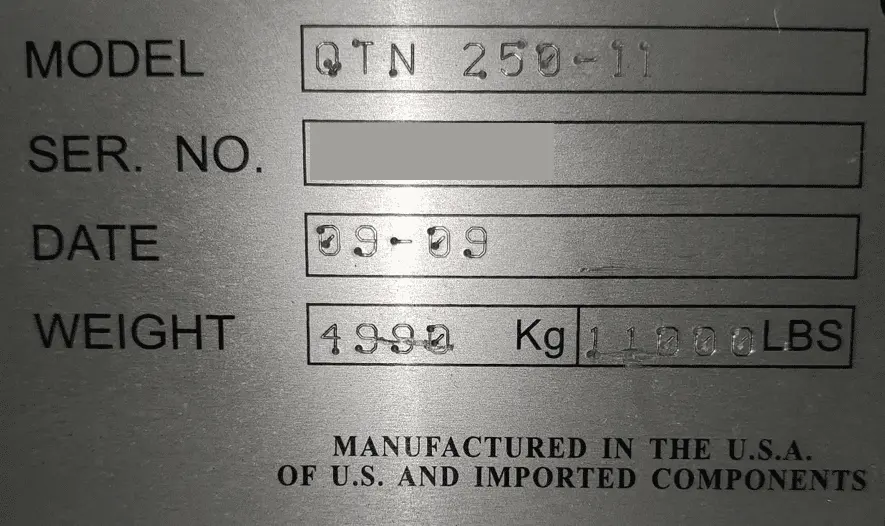 MODEL QTN 250-11
SER. NO.
DATE 09-09
WEIGHT 4990 Kg 11000 LBS
MANUFACTURED IN THE U.S.A.
OF U.S. AND IMPORTED COMPONENTS